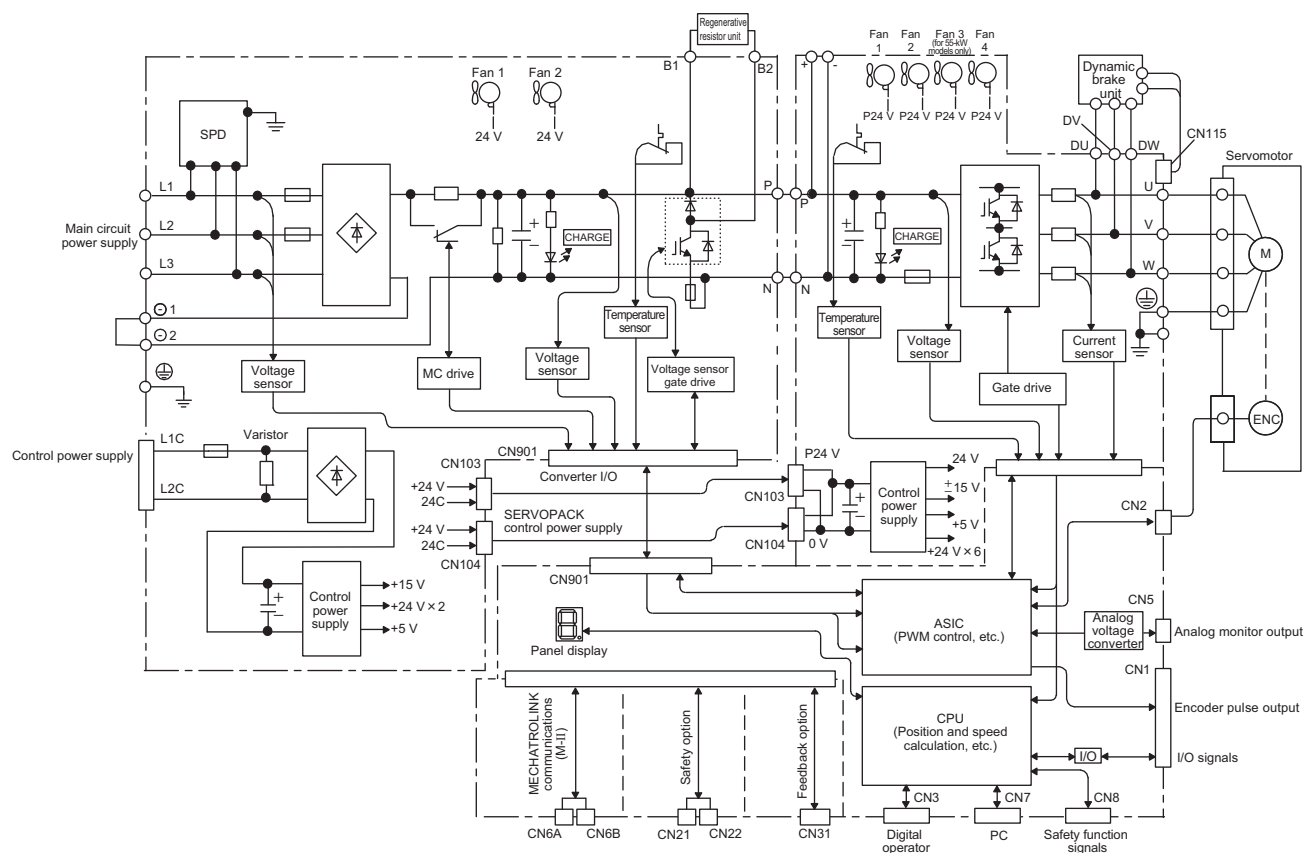 Regenerative
resistor unit
B1
B2
Fan 1
Fan 2
24 V
24 V
SPD
Fan
1
Fan
2
Fan 3
(for 55-kW
models only)
Fan
4
+
-
P24 V
P24 V
P24 V
P24 V
Dynamic
brake
unit
DV
DU
DW
CN115
Servomotor
Main circuit
power supply
L1
L2
L3
⊖ 1
⊖ 2
+
−
CHARGE
P
N
P
N
+
−
CHARGE
U
V
W
M
ENC
Voltage
sensor
MC drive
Voltage
sensor
Temperature
sensor
Voltage sensor
gate drive
Temperature
sensor
Voltage
sensor
Gate drive
Current
sensor
Control power supply
L1C
L2C
Varistor
+
−
Control
power
supply
+15 V
+24 V × 2
+5 V
CN901
Converter I/O
CN103
+24 V
24C
+24 V
24C
CN104
SERVOPACK
control power supply
P24 V
CN103
CN104
0 V
+
−
Control
power
supply
24 V
±15 V
+5 V
+24 V × 6
CN2
CN901
Panel display
ASIC
(PWM control, etc.)
Analog
voltage
converter
CN5
Analog monitor output
CN1
Encoder pulse output
CPU
(Position and speed
calculation, etc.)
I/O
I/O signals
MECHATROLINK
communications
(M-II)
Safety option
Feedback option
CN6A
CN6B
CN21
CN22
CN31
CN3
CN7
CN8
Digital
operator
PC
Safety function
signals